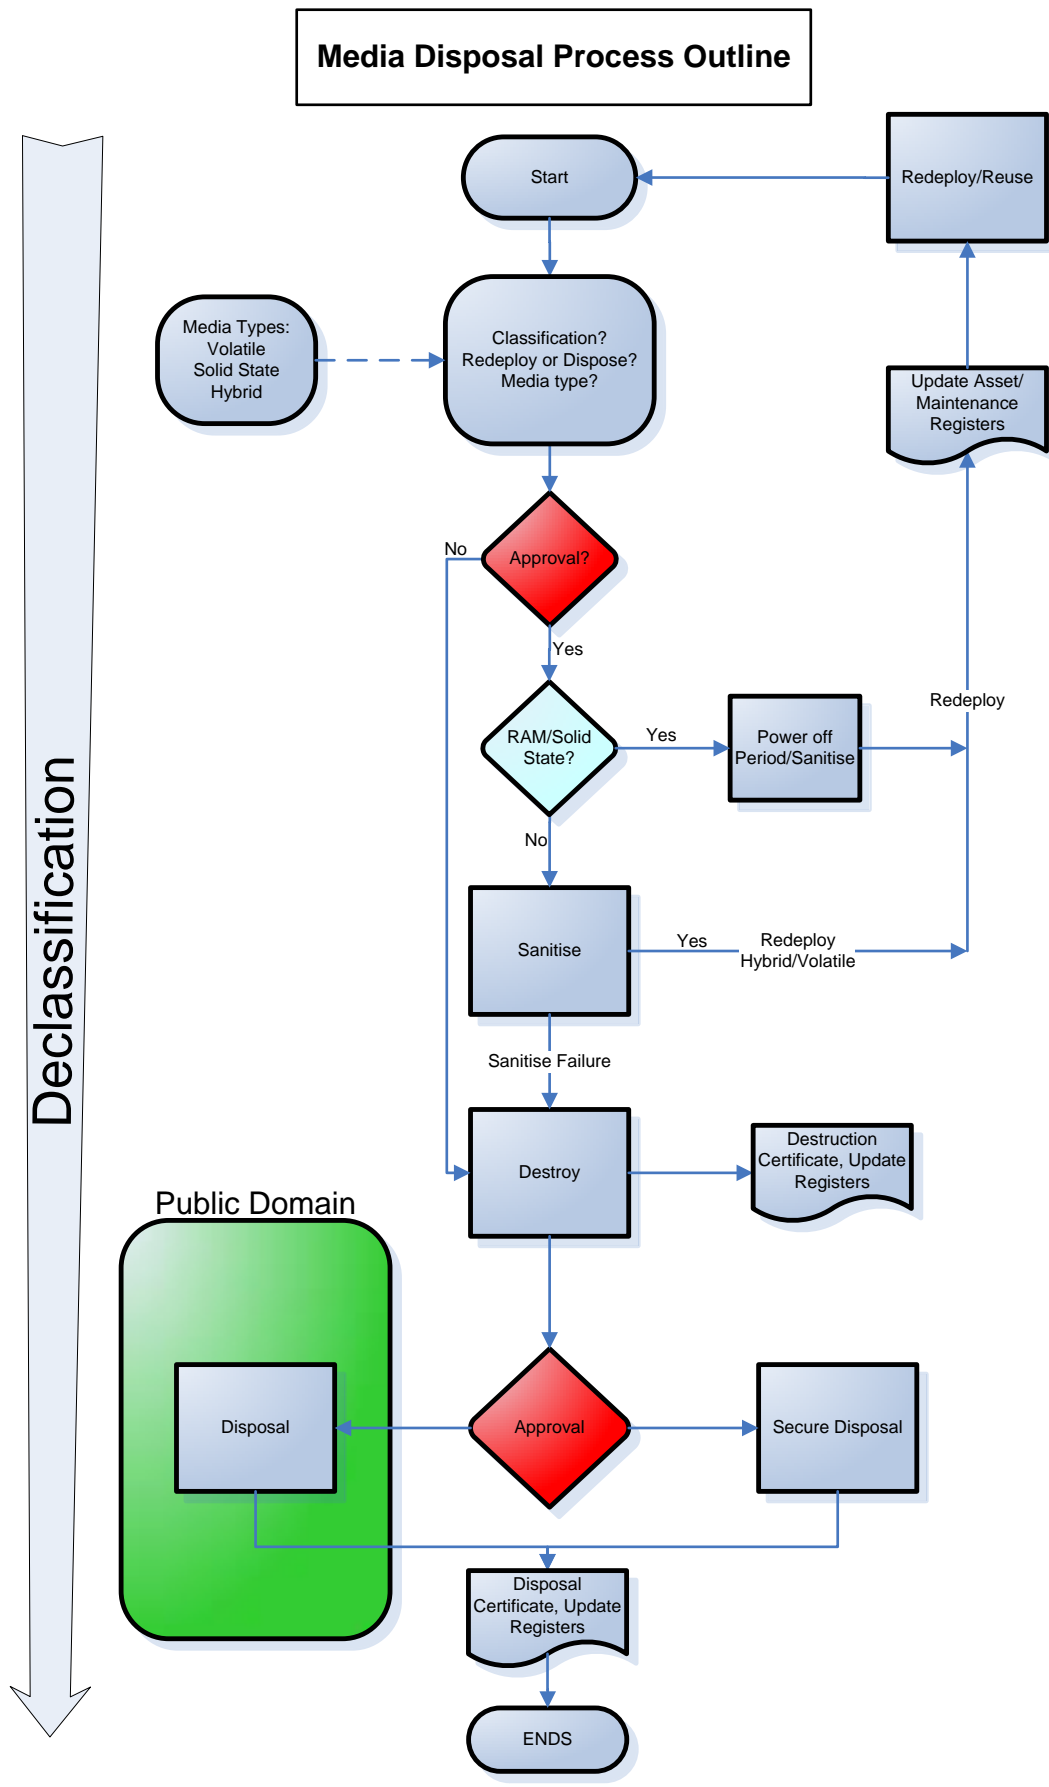 Media Disposal Process Outline
Start
Redeploy/Reuse
Media Types:
Volatile
Solid State
Hybrid
Classification?
Redeploy or Dispose?
Media type?
Update Asset/
Maintenance
Registers
Approval?
No
Yes
RAM/Solid
State?
Yes
Power off
Period/Sanitise
Redeploy
No
Sanitise
Yes
Redeploy
Hybrid/Volatile
Sanitise Failure
Destroy
Destruction
Certificate, Update
Registers
Declassification
Public Domain
Disposal
Approval
Secure Disposal
Disposal
Certificate, Update
Registers
ENDS